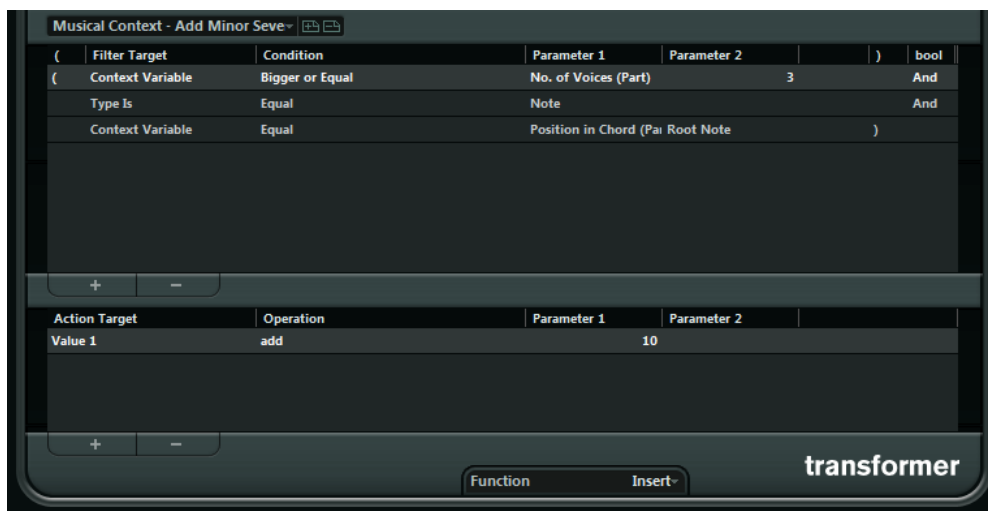 Musical Context - Add Minor Seve
( Filter Target Condition Parameter 1 Parameter 2 ) bool
( Context Variable Bigger or Equal No. of Voices (Part) 3 And
Type Is Equal Note And
Context Variable Equal Position in Chord (Par Root Note )
+ −
Action Target Operation Parameter 1 Parameter 2
Value 1 add 10
+ −
transformer
Function Insert